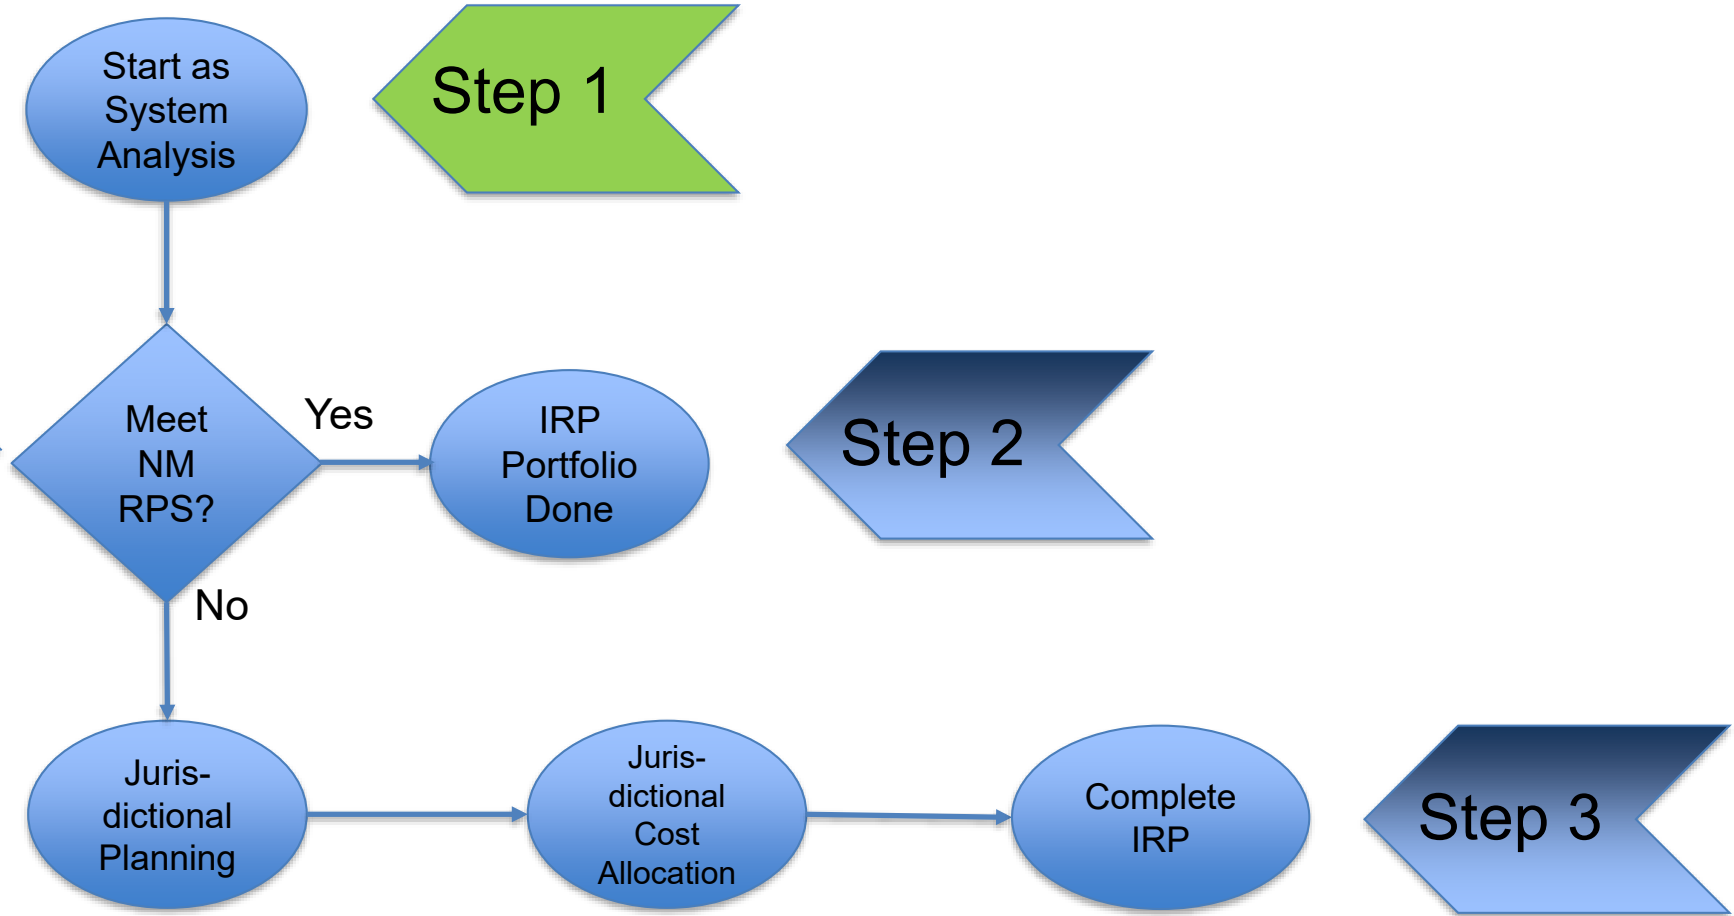 Start as
System
Analysis
Step 1
Meet
NM
RPS?
Yes
IRP
Portfolio
Done
Step 2
No
Juris-
dictional
Planning
Juris-
dictional
Cost
Allocation
Complete
IRP
Step 3